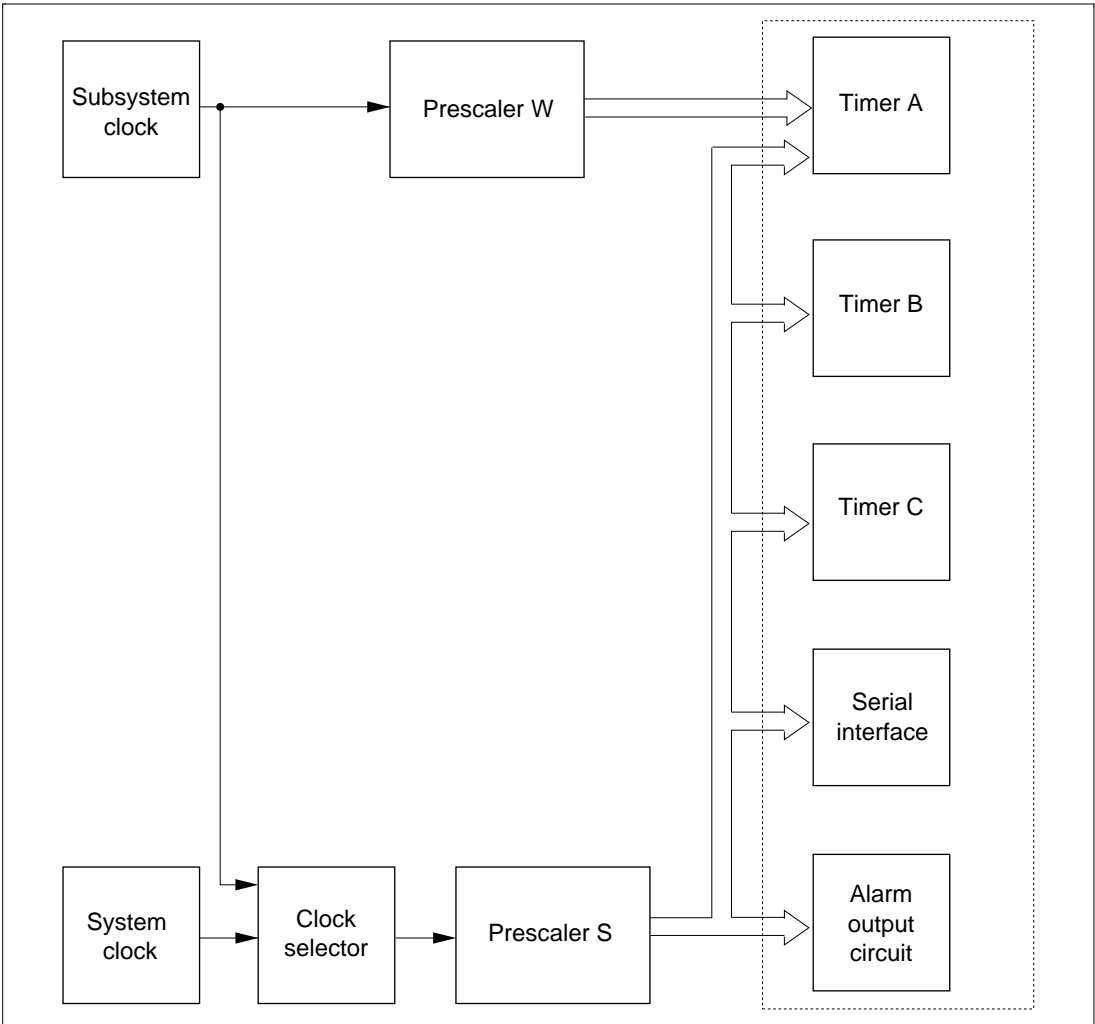 Subsystem
clock
Prescaler W
Timer A
Timer B
Timer C
Serial
interface
System
clock
Clock
selector
Prescaler S
Alarm
output
circuit